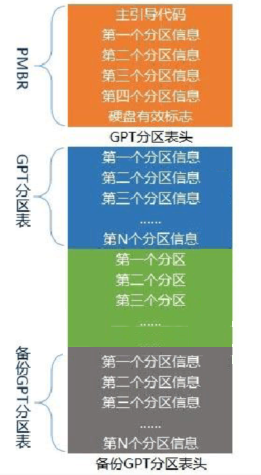 PMBR
主引导代码
第一个分区信息
第二个分区信息
第三个分区信息
第四个分区信息
硬盘有效标志
GPT分区表头
GPT分区表
第一个分区信息
第二个分区信息
第三个分区信息
......
第N个分区信息
第一个分区
第二个分区
第三个分区
......
备份GPT分区表
第一个分区信息
第二个分区信息
第三个分区信息
......
第N个分区信息
备份GPT分区表头